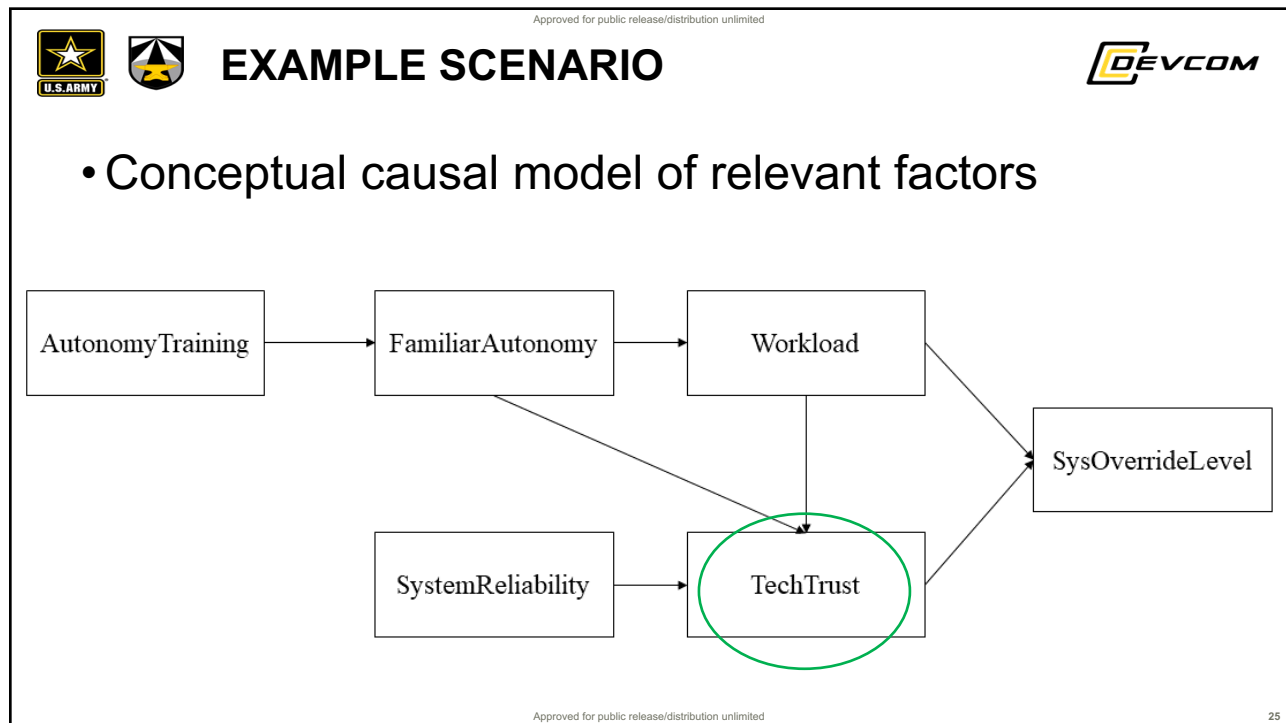 Approved for public release/distribution unlimited
U.S.ARMY
EXAMPLE SCENARIO
DEVCOM
• Conceptual causal model of relevant factors
AutonomyTraining
FamiliarAutonomy
Workload
SysOverrideLevel
SystemReliability
TechTrust
Approved for public release/distribution unlimited
25